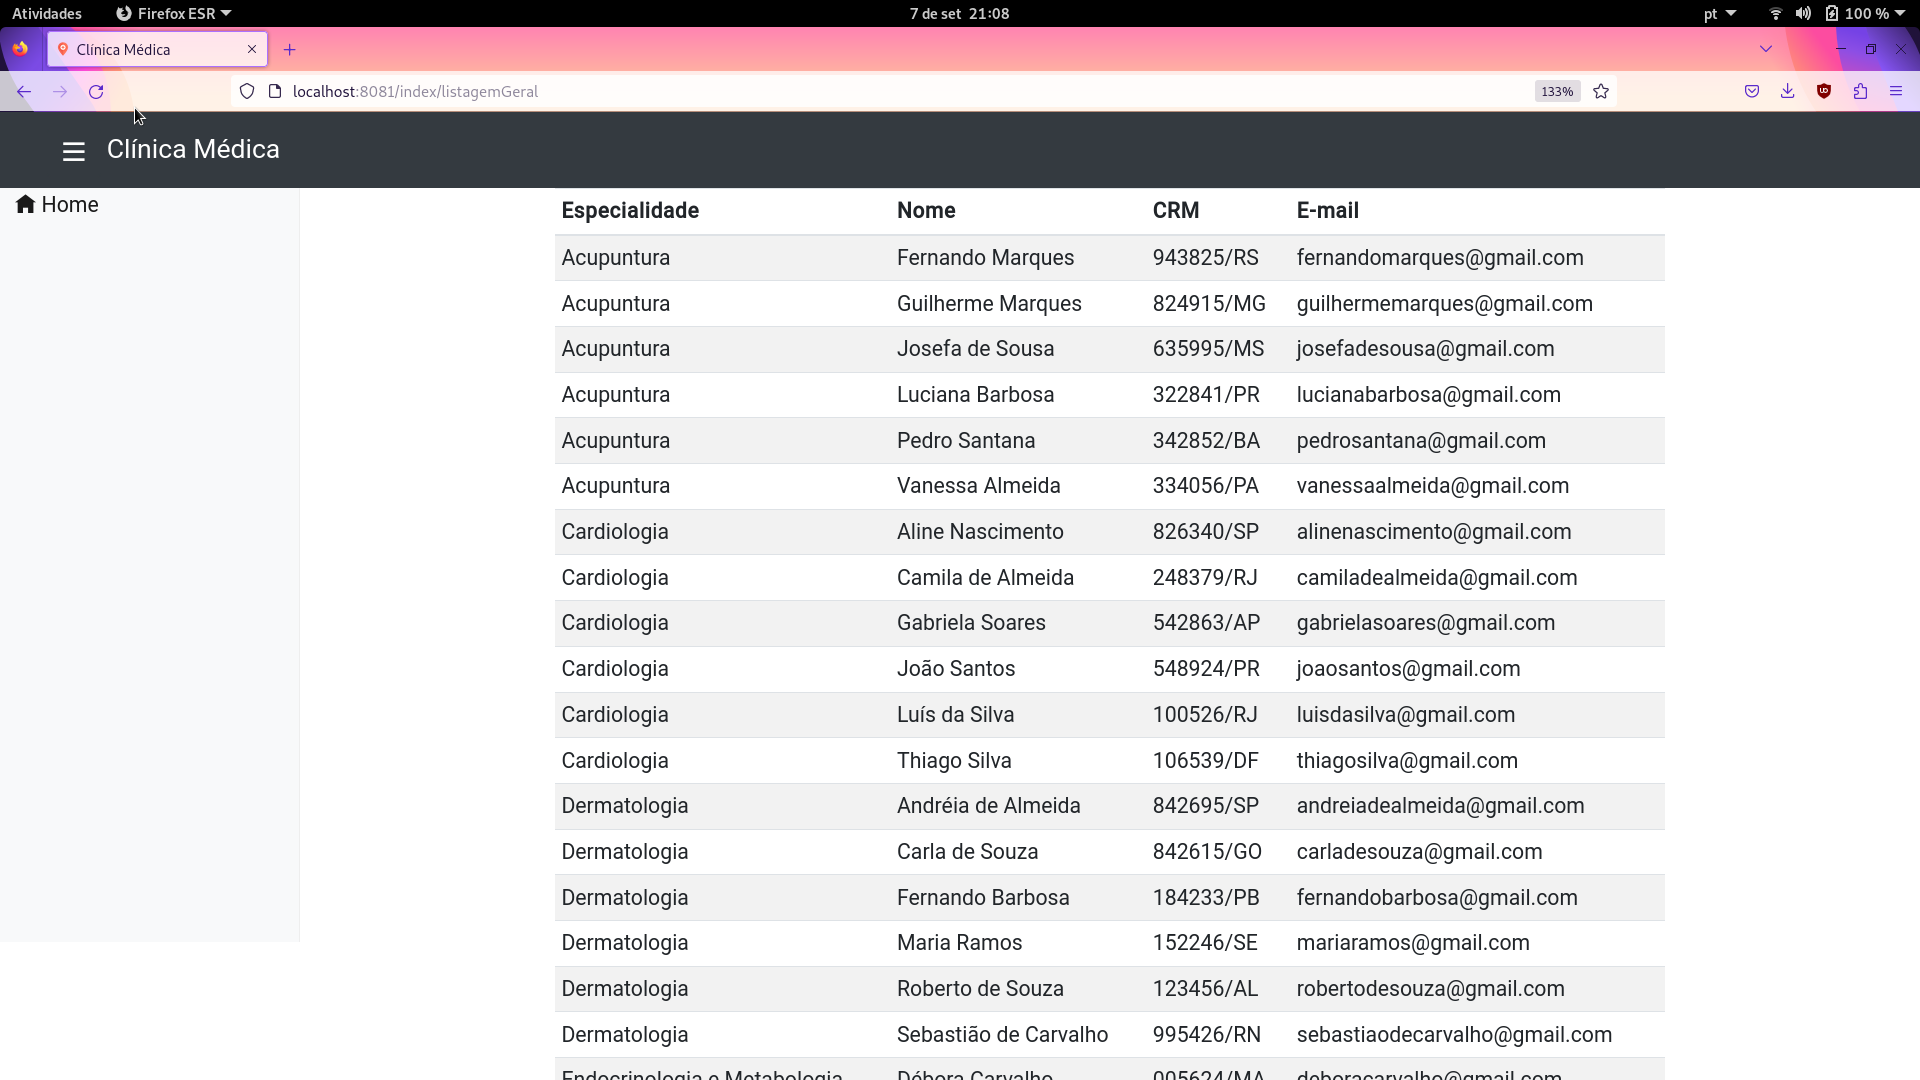 Atividades Firefox ESR 7 de set 21:08 pt 100 %
Clínica Médica
localhost:8081/index/listagemGeral 133%
Clínica Médica
Home
Especialidade Nome CRM E-mail
Acupuntura Fernando Marques 943825/RS fernandomarques@gmail.com
Acupuntura Guilherme Marques 824915/MG guilhermemarques@gmail.com
Acupuntura Josefa de Sousa 635995/MS josefadesousa@gmail.com
Acupuntura Luciana Barbosa 322841/PR lucianabarbosa@gmail.com
Acupuntura Pedro Santana 342852/BA pedrosantana@gmail.com
Acupuntura Vanessa Almeida 334056/PA vanessaalmeida@gmail.com
Cardiologia Aline Nascimento 826340/SP alinenascimento@gmail.com
Cardiologia Camila de Almeida 248379/RJ camiladealmeida@gmail.com
Cardiologia Gabriela Soares 542863/AP gabrielasoares@gmail.com
Cardiologia João Santos 548924/PR joaosantos@gmail.com
Cardiologia Luís da Silva 100526/RJ luisdasilva@gmail.com
Cardiologia Thiago Silva 106539/DF thiagosilva@gmail.com
Dermatologia Andréia de Almeida 842695/SP andreiadealmeida@gmail.com
Dermatologia Carla de Souza 842615/GO carladesouza@gmail.com
Dermatologia Fernando Barbosa 184233/PB fernandobarbosa@gmail.com
Dermatologia Maria Ramos 152246/SE mariaramos@gmail.com
Dermatologia Roberto de Souza 123456/AL robertodesouza@gmail.com
Dermatologia Sebastião de Carvalho 995426/RN sebastiaodecarvalho@gmail.com
Endocrinologia e Metabologia Débora Carvalho 005624/MA deboracarvalho@gmail.com